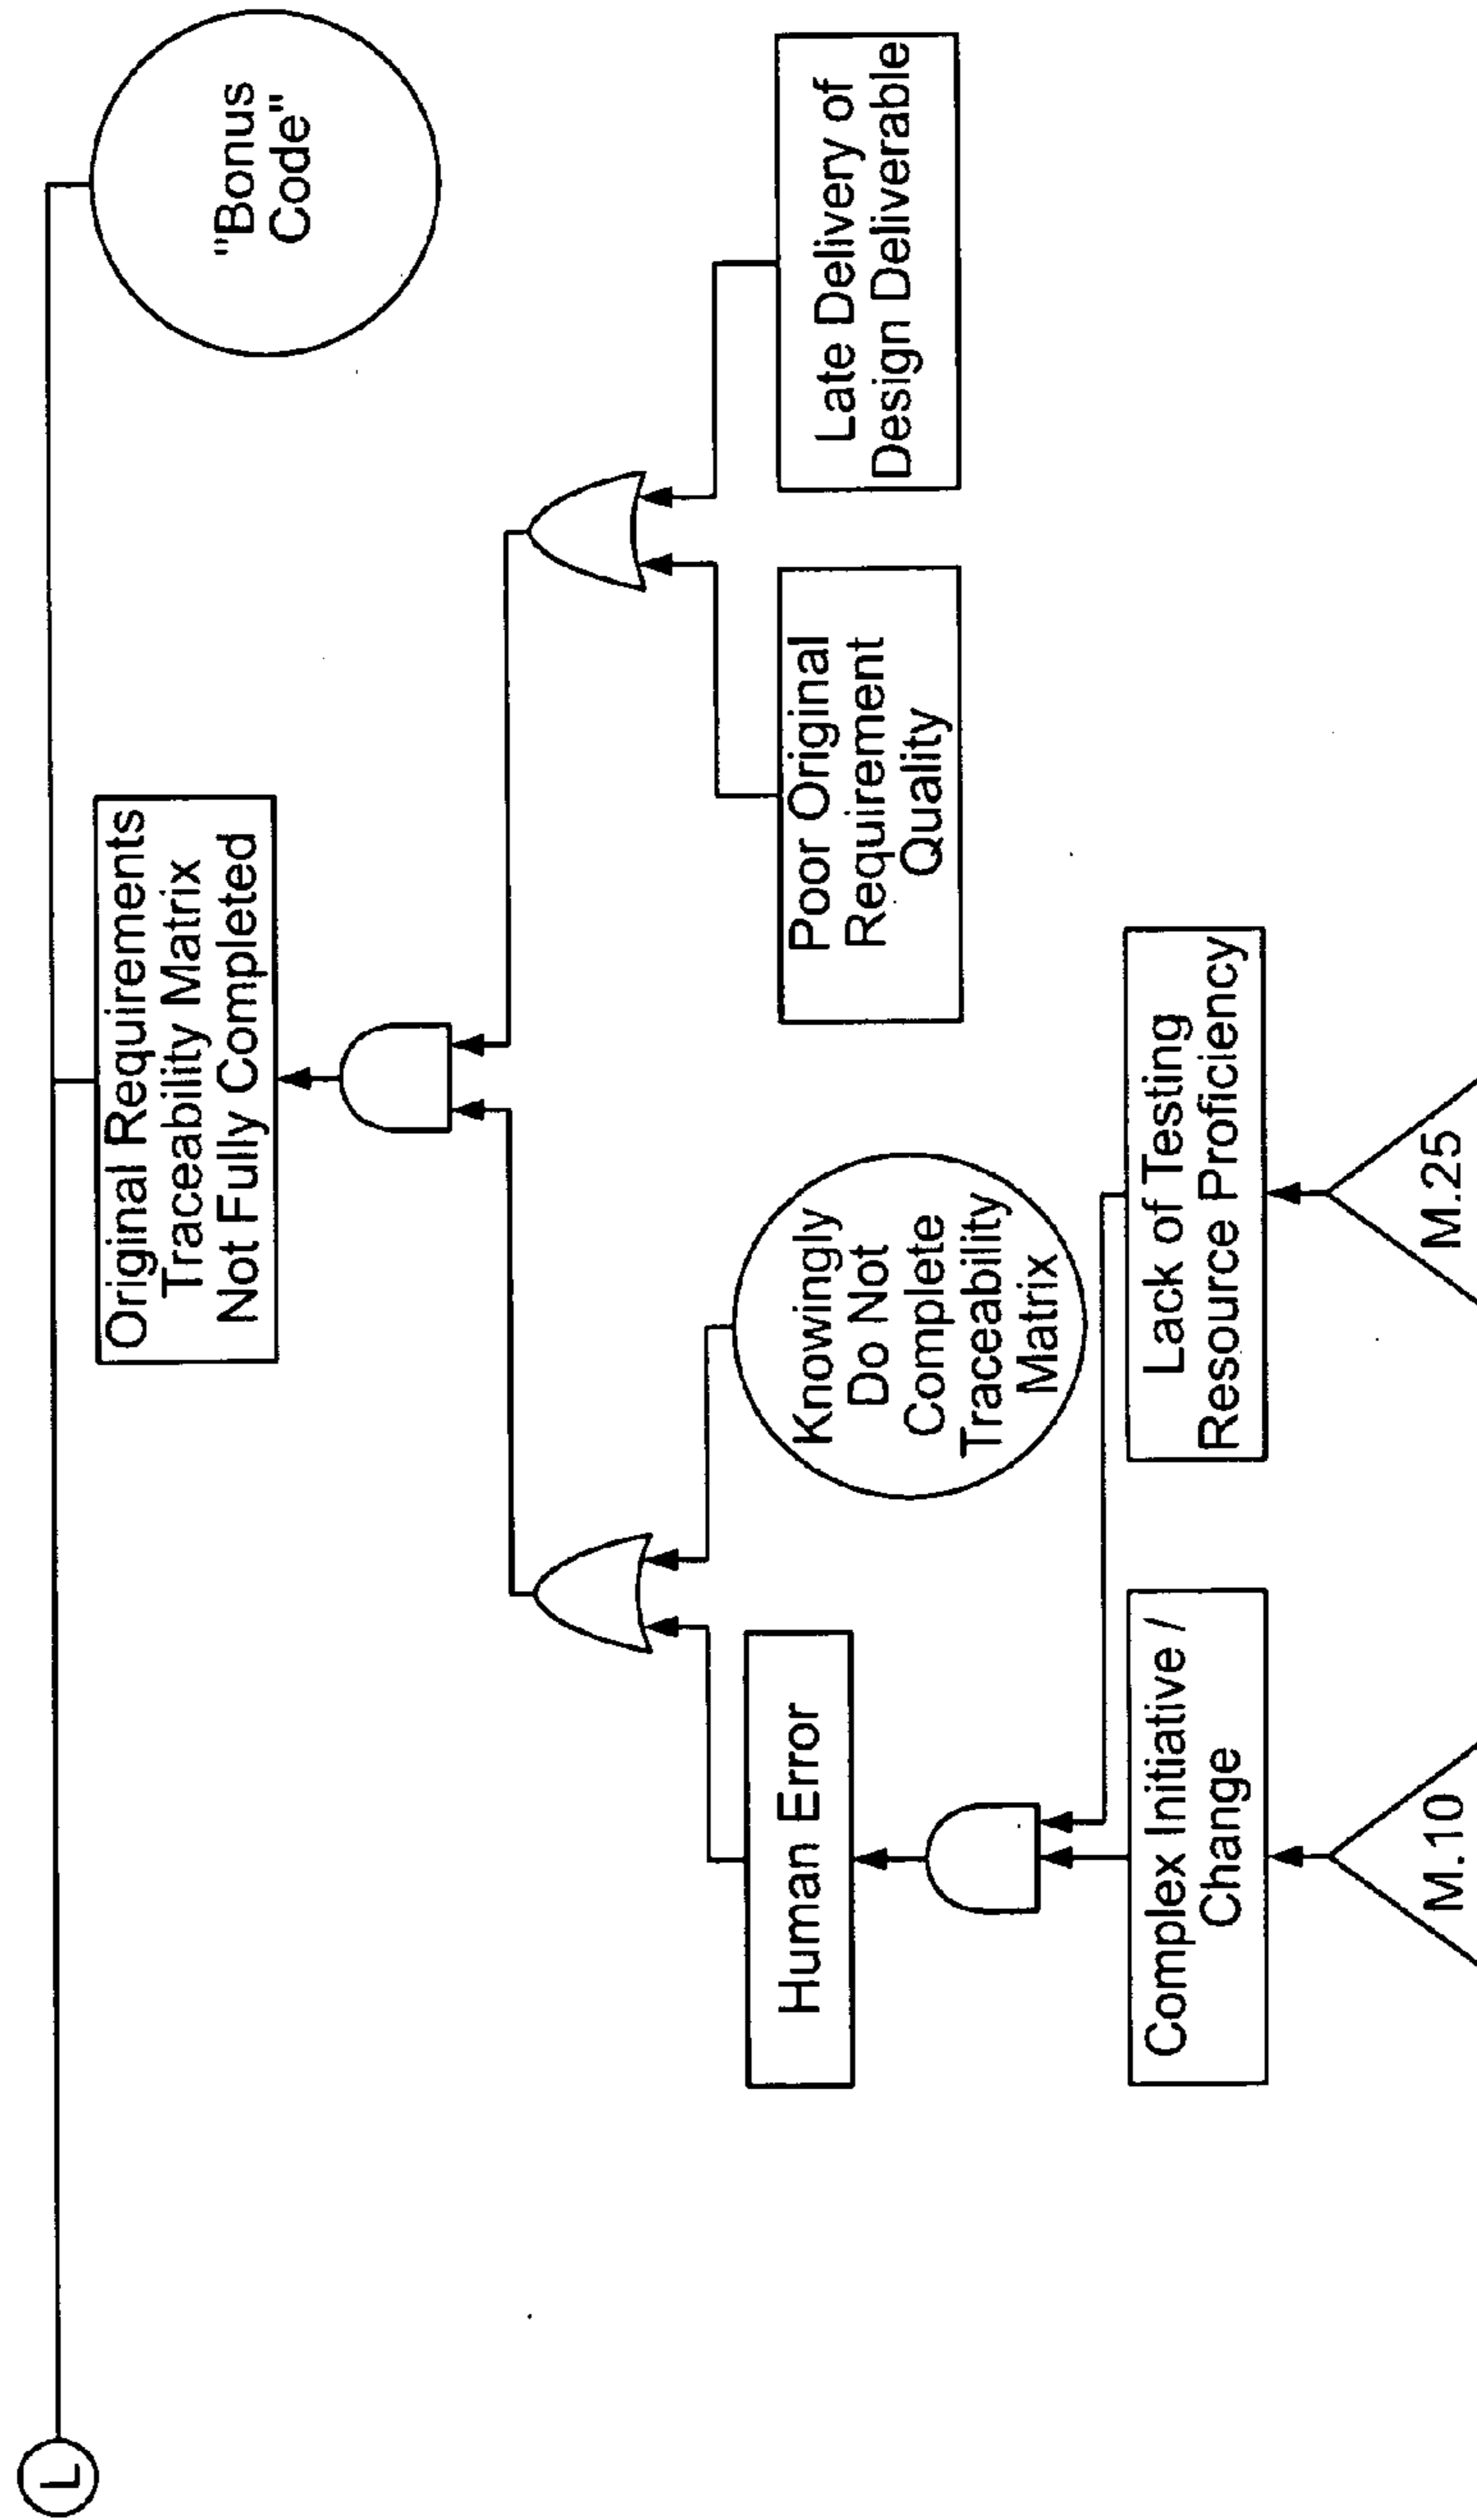 L
"Bonus
Code"
Original Requirements
Traceability Matrix
Not Fully Completed
Human Error
Knowingly
Do Not
Complete
Traceability
Matrix
Poor Original
Requirement
Quality
Late Delivery of
Design Deliverable
Complex Initiative /
Change
Lack of Testing
Resource Proficiency
M.10
M.25